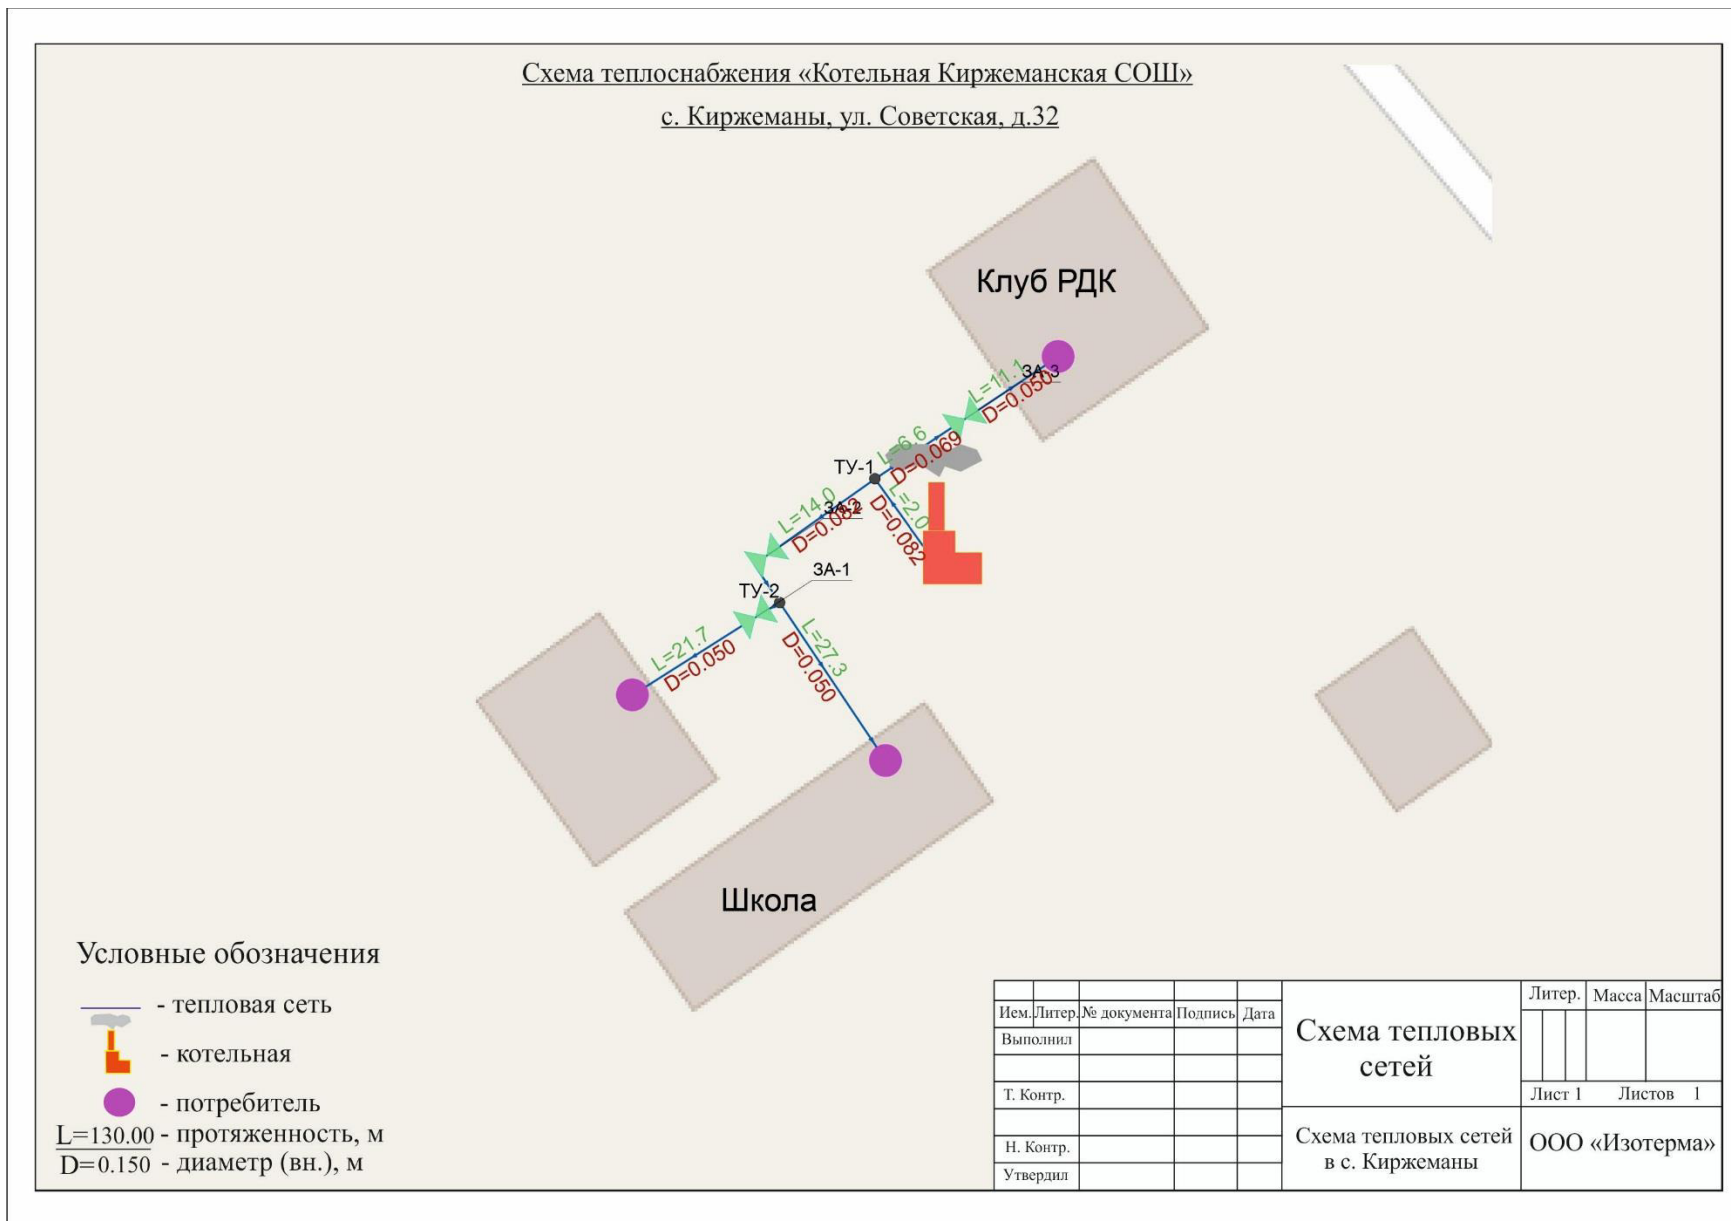 Схема теплоснабжения «Котельная Киржеманская СОШ»
с. Киржеманы, ул. Советская, д.32
Клуб РДК
ЗА-3
L=11.1
D=0.050
L=6.6
D=0.069
ТУ-1
L=14.0
ЗА-2
D=0.082
L=2.0
D=0.082
ЗА-1
ТУ-2
L=21.7
D=0.050
L=27.3
D=0.050
Школа
Условные обозначения
- тепловая сеть
- котельная
- потребитель
L=130.00 - протяженность, м
D=0.150 - диаметр (вн.), м
Ием. Литер. № документа Подпись Дата
Выполнил
Т. Контр.
Н. Контр.
Утвердил
Схема тепловых
сетей
Схема тепловых сетей
в с. Киржеманы
Литер. Масса Масштаб
Лист 1 Листов 1
ООО «Изотерма»